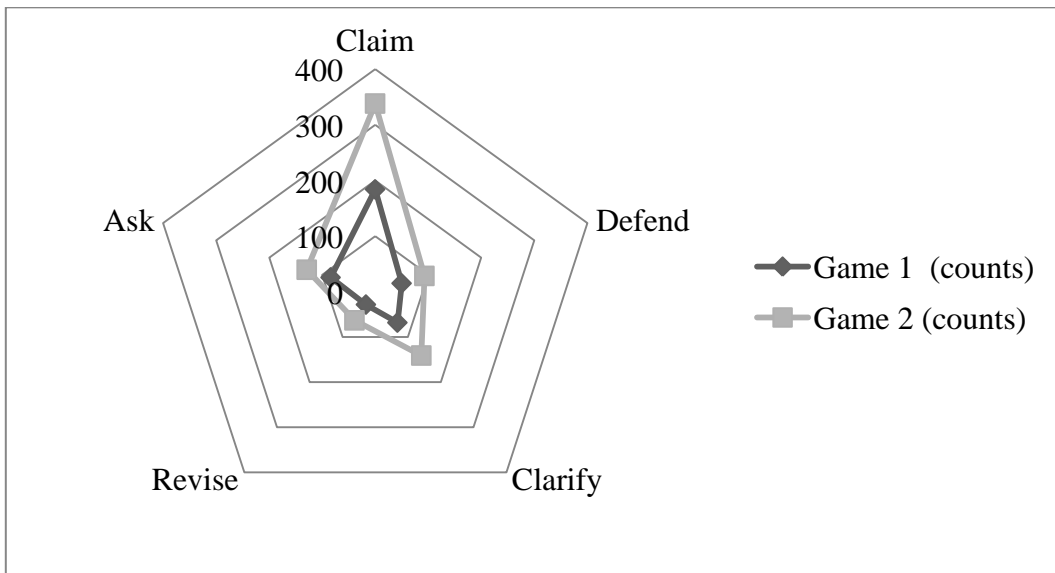 Claim
400
300
200
100
0
Ask
Defend
Revise
Clarify
Game 1 (counts)
Game 2 (counts)